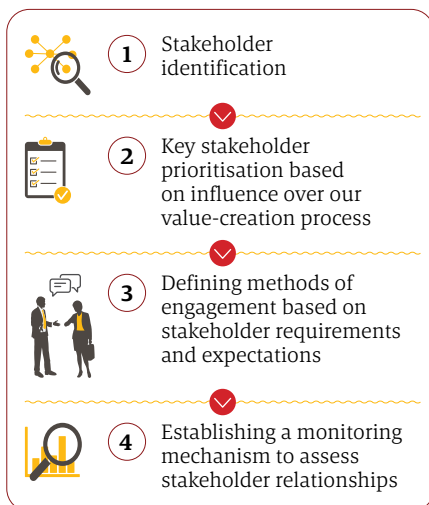 1 Stakeholder
identification
2 Key stakeholder
prioritisation based
on influence over our
value-creation process
3 Defining methods of
engagement based on
stakeholder requirements
and expectations
4 Establishing a monitoring
mechanism to assess
stakeholder relationships